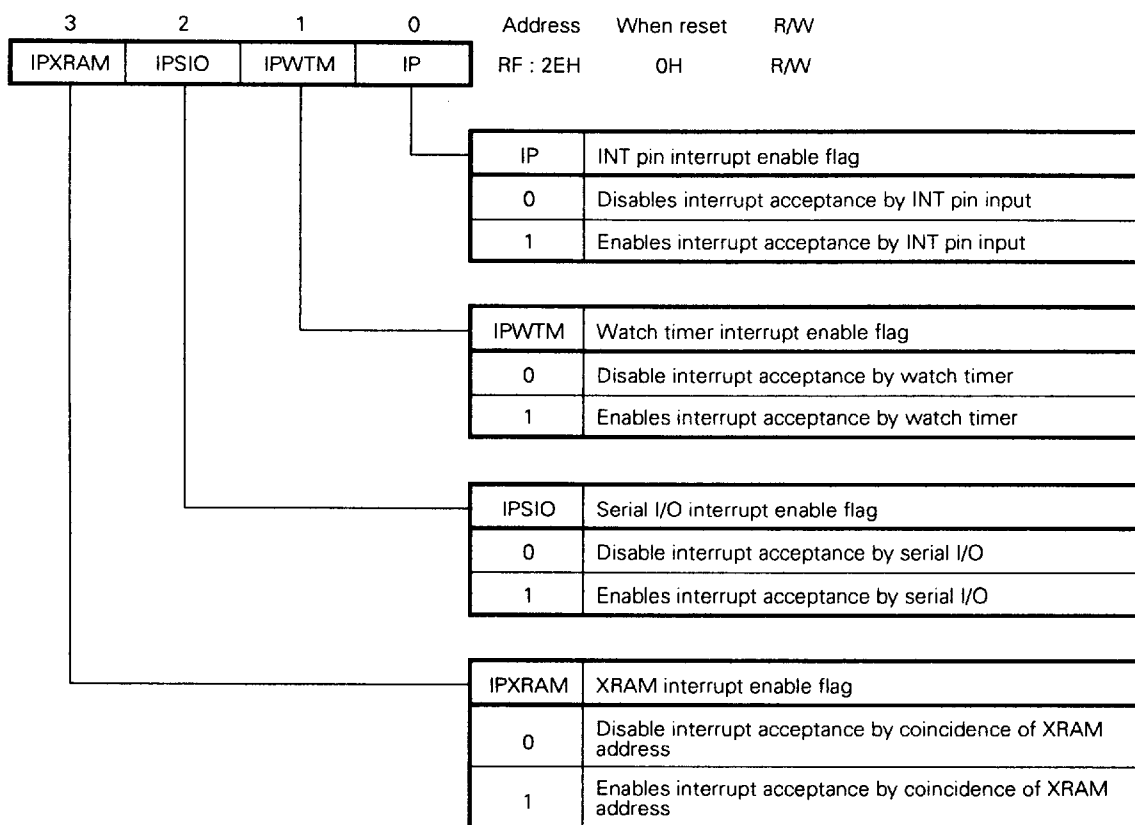 3 2 1 0 Address When reset R/W
IPXRAM IPSIO IPWTM IP RF : 2EH 0H R/W
IP INT pin interrupt enable flag
0 Disables interrupt acceptance by INT pin input
1 Enables interrupt acceptance by INT pin input
IPWTM Watch timer interrupt enable flag
0 Disable interrupt acceptance by watch timer
1 Enables interrupt acceptance by watch timer
IPSIO Serial I/O interrupt enable flag
0 Disable interrupt acceptance by serial I/O
1 Enables interrupt acceptance by serial I/O
IPXRAM XRAM interrupt enable flag
0 Disable interrupt acceptance by coincidence of XRAM
address
1 Enables interrupt acceptance by coincidence of XRAM
address